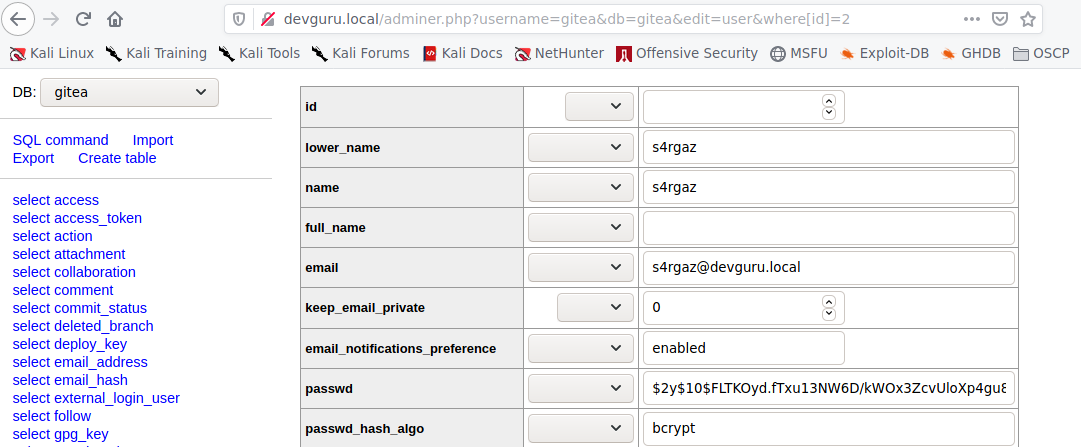 devguru.local/adminer.php?username=gitea&db=gitea&edit=user&where[id]=2
Kali Linux Kali Training Kali Tools Kali Forums Kali Docs NetHunter Offensive Security MSFU Exploit-DB GHDB OSCP
DB: gitea
SQL command Import
Export Create table
select access
select access_token
select action
select attachment
select collaboration
select comment
select commit_status
select deleted_branch
select deploy_key
select email_address
select email_hash
select external_login_user
select follow
select gpg_key
id
lower_name s4rgaz
name s4rgaz
full_name
email s4rgaz@devguru.local
keep_email_private 0
email_notifications_preference enabled
passwd $2y$10$FLTKOyd.fTxu13NW6D/kWOx3ZcvUloXp4gu8
passwd_hash_algo bcrypt